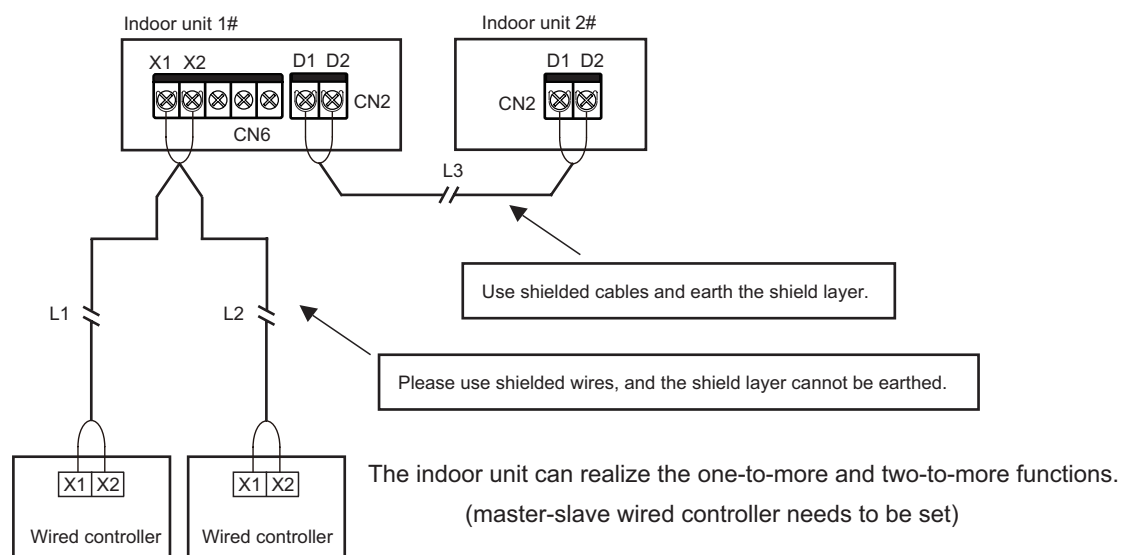 Indoor unit 1#
Indoor unit 2#
X1 X2
D1 D2
D1 D2
CN2
CN2
CN6
L3
Use shielded cables and earth the shield layer.
L1
L2
Please use shielded wires, and the shield layer cannot be earthed.
The indoor unit can realize the one-to-more and two-to-more functions.
(master-slave wired controller needs to be set)
X1 X2
X1 X2
Wired controller
Wired controller